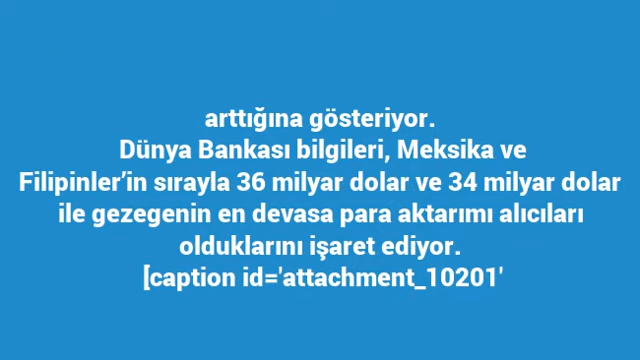 arttığına gösteriyor.
Dünya Bankası bilgileri, Meksika ve
Filipinler’in sırayla 36 milyar dolar ve 34 milyar dolar
ile gezegenin en devasa para aktarımı alıcıları
olduklarını işaret ediyor.
[caption id='attachment_10201'